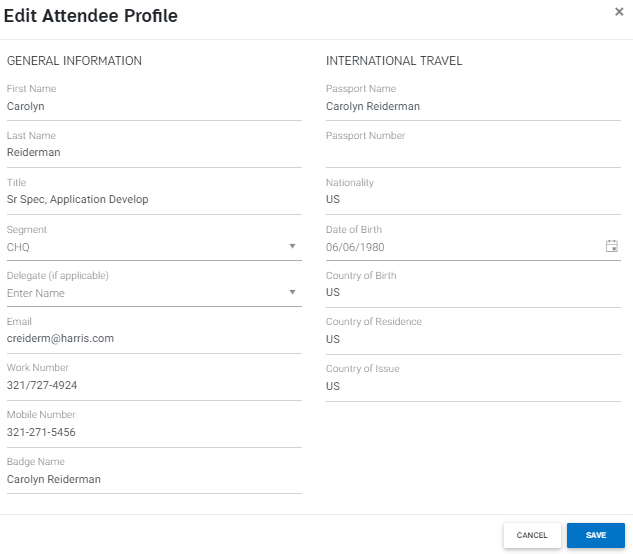 Edit Attendee Profile
×
GENERAL INFORMATION
First Name
Carolyn
Last Name
Reiderman
Title
Sr Spec, Application Develop
Segment
CHQ
Delegate (if applicable)
Enter Name
Email
creiderm@harris.com
Work Number
321/727-4924
Mobile Number
321-271-5456
Badge Name
Carolyn Reiderman
INTERNATIONAL TRAVEL
Passport Name
Carolyn Reiderman
Passport Number
Nationality
US
Date of Birth
06/06/1980
Country of Birth
US
Country of Residence
US
Country of Issue
US
CANCEL
SAVE